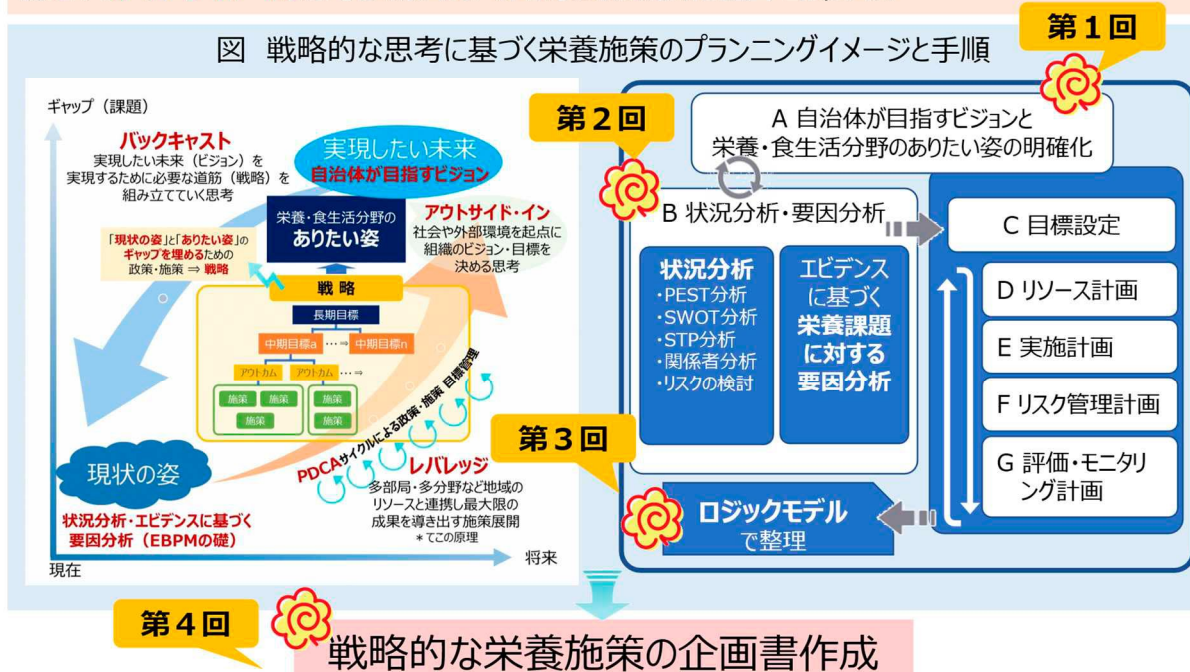 図 戦略的な思考に基づく栄養施策のプランニングイメージと手順
第1回
ギャップ（課題）
バックキャスト
実現したい未来（ビジョン）を
実現するために必要な道筋（戦略）を
組み立てていく思考
実現したい未来
自治体が目指すビジョン
栄養・食生活分野の
ありたい姿
アウトサイド・イン
社会や外部環境を起点に
組織のビジョン・目標を
決める思考
「現状の姿」と「ありたい姿」の
ギャップを埋めるための
政策・施策 ⇒ 戦略
戦略
長期目標
中期目標a …⇒ 中期目標n
アウトカム アウトカム …⇒
施策 施策 施策
施策 施策
PDCAサイクルによる政策・施策 目標管理
現状の姿
状況分析・エビデンスに基づく
要因分析（EBPMの礎）
レバレッジ
多部局・多分野など地域の
リソースと連携し最大限の
成果を導き出す施策展開
＊てこの原理
現在
将来
第2回
A 自治体が目指すビジョンと
栄養・食生活分野のありたい姿の明確化
B 状況分析・要因分析
状況分析
・PEST分析
・SWOT分析
・STP分析
・関係者分析
・リスクの検討
エビデンス
に基づく
栄養課題
に対する
要因分析
C 目標設定
D リソース計画
E 実施計画
F リスク管理計画
G 評価・モニタリ
ング計画
第3回
ロジックモデル
で整理
第4回
戦略的な栄養施策の企画書作成